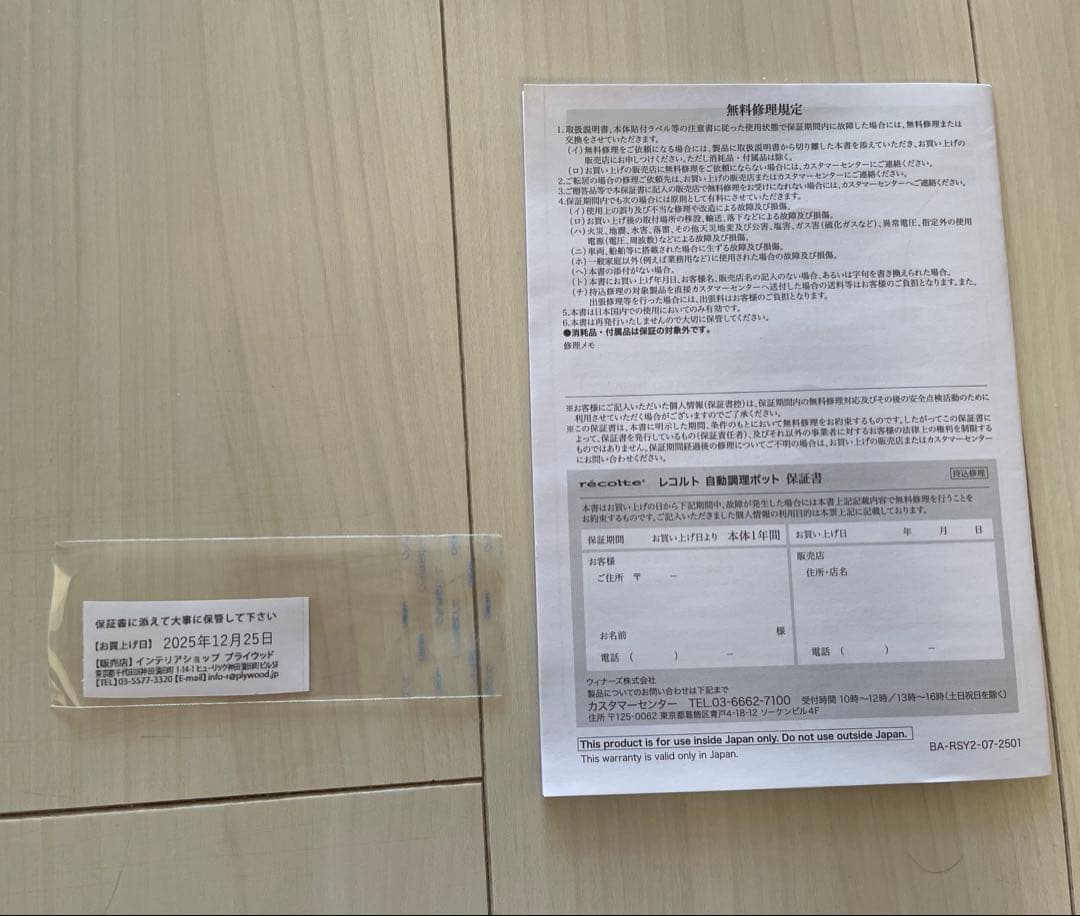 保証書に添えて大事に保管して下さい
【お買上げ日】 2025年12月25日
【販売店】インテリアショップ プライウッド
東京都千代田区神田須田町 1-14-1 ヒューリック神田須田町ビル5F
【TEL】03-5577-3320【E-mail】info-r@plywood.jp
無料修理規定
1.取扱説明書、本体貼付ラベル等の注意書に従った使用状態で保証期間内に故障した場合には、無料修理または
交換をさせていただきます。
(イ)無料修理をご依頼になる場合には、製品に取扱説明書から切り離した本書を添えていただき、お買い上げの
販売店にお申しつけください。ただし消耗品・付属品は除く。
(ロ)お買い上げの販売店に無料修理をご依頼にならない場合には、カスタマーセンターにご連絡ください。
2.ご転居の場合の修理ご依頼先は、お買い上げの販売店またはカスタマーセンターにご連絡ください。
3.ご贈答品等で本保証書に記入の販売店で無料修理をお受けになれない場合には、カスタマーセンターへご連絡ください。
4.保証期間内でも次の場合には原則として有料にさせていただきます。
(イ)使用上の誤り及び不当な修理や改造による故障及び損傷。
(ロ)お買い上げ後の取付場所の移設、輸送、落下などによる故障及び損傷。
(ハ)火災、地震、水害、落雷、その他天災地変及び公害、塩害、ガス害(硫化ガスなど)、異常電圧、指定外の使用
電源(電圧、周波数)などによる故障及び損傷。
(ニ)車両、船舶等に搭載された場合に生ずる故障及び損傷。
(ホ)一般家庭以外(例えば業務用など)に使用された場合の故障及び損傷。
(ヘ)本書の添付がない場合。
(ト)本書にお買い上げ年月日、お客様名、販売店名の記入のない場合、あるいは字句を書き換えられた場合。
(チ)持込修理の対象製品を直接カスタマーセンターへ送付した場合の送料等はお客様のご負担となります。また、
出張修理等を行った場合には、出張料はお客様のご負担となります。
5.本書は日本国内での使用においてのみ有効です。
6.本書は再発行いたしませんので大切に保管してください。
●消耗品・付属品は保証の対象外です。
修理メモ
※お客様にご記入いただいた個人情報(保証書控)は、保証期間内の無料修理対応及びその後の安全点検活動のために
利用させていただく場合がございますのでご了承ください。
※この保証書は、本書に明示した期間、条件のもとにおいて無料修理をお約束するものです。したがってこの保証書に
よって、保証書を発行しているもの(保証責任者)、及びそれ以外の事業者に対するお客様の法律上の権利を制限する
ものではありません。保証期間経過後の修理についてご不明の場合は、お買い上げの販売店またはカスタマーセンター
にお問い合わせください。
récolte® レコルト 自動調理ポット 保証書 持込修理
本書はお買い上げの日から下記期間中、故障が発生した場合には本書上記記載内容で無料修理を行うことを
お約束するものです。ご記入いただきました個人情報の利用目的は本票上記に記載しております。
保証期間 お買い上げ日より 本体1年間 お買い上げ日 年 月 日
お客様 販売店
ご住所 〒 − 住所・店名
お名前 様
電話 ( ) − 電話 ( ) −
ウィナーズ株式会社
製品についてのお問い合わせは下記まで
カスタマーセンター TEL.03-6662-7100 受付時間 10時〜12時/13時〜16時(土日祝日を除く)
住所 〒125-0062 東京都葛飾区青戸4-18-12 ソーケンビル4F
This product is for use inside Japan only. Do not use outside Japan.
This warranty is valid only in Japan. BA-RSY2-07-2501